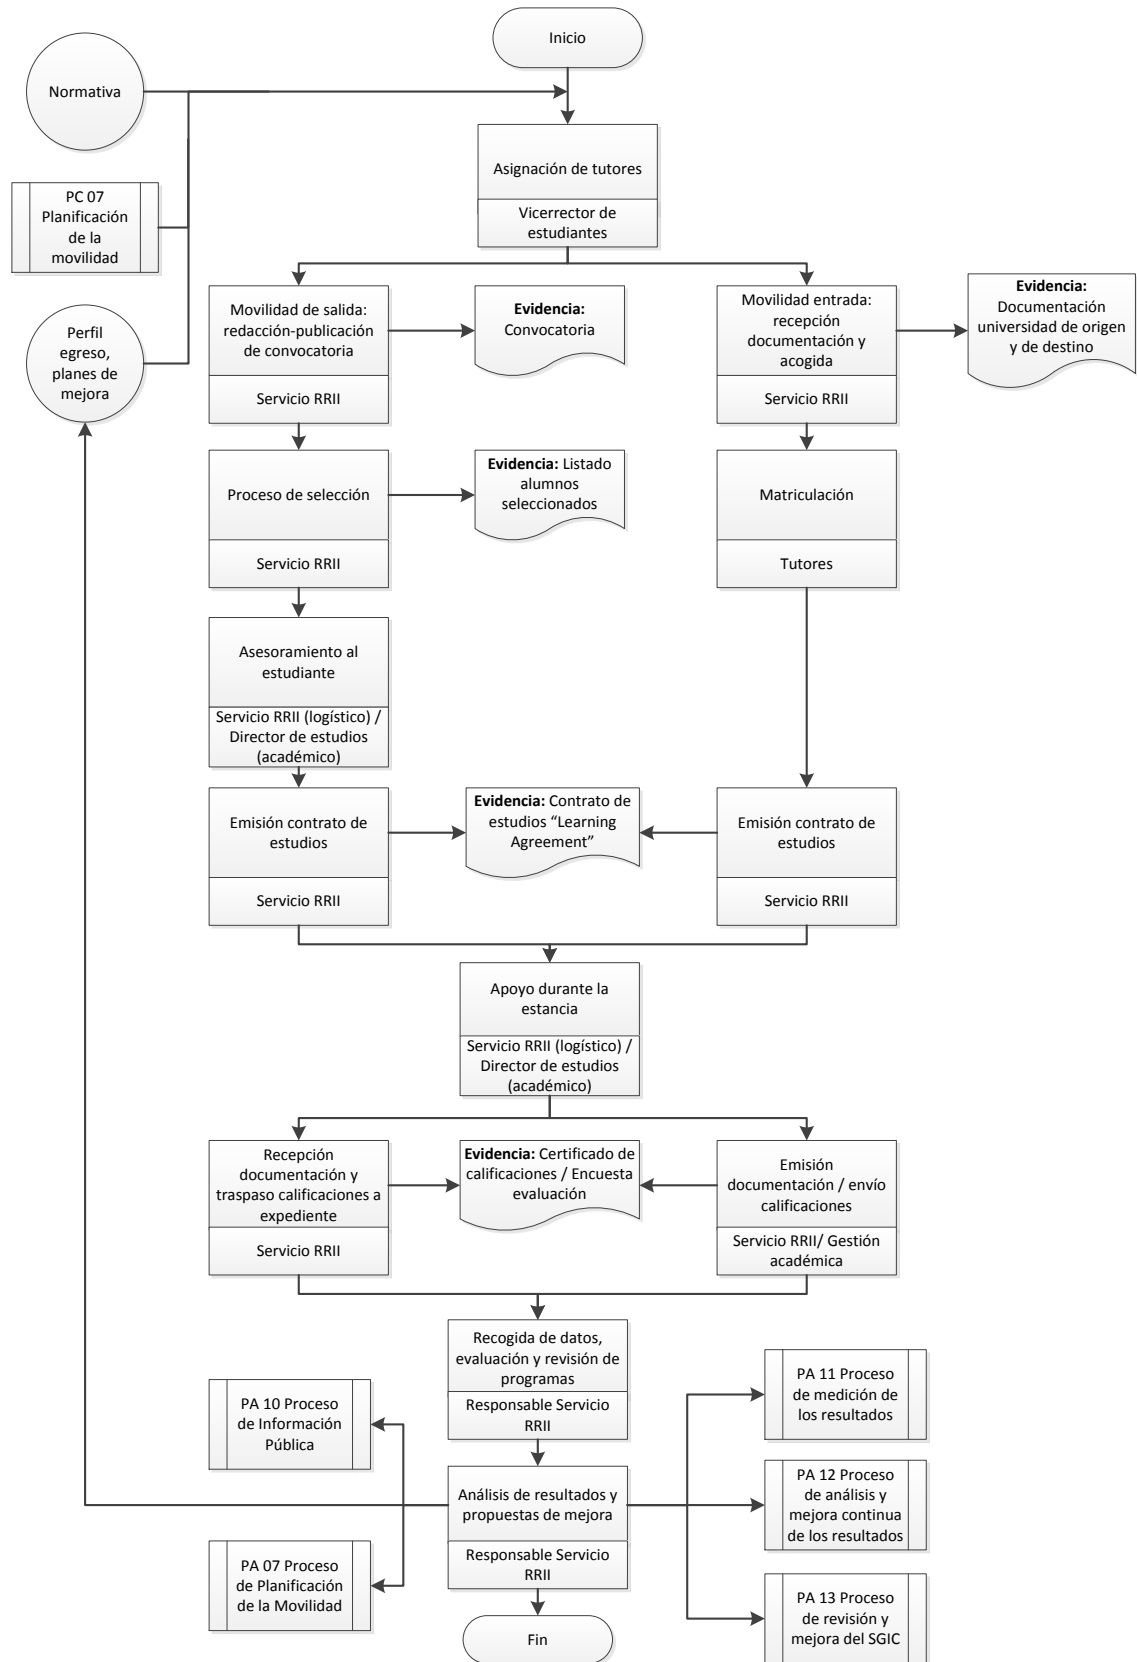 Inicio
Normativa
PC 07
Planificación
de la
movilidad
Perfil
egreso,
planes de
mejora
Asignación de tutores
Vicerrector de
estudiantes
Movilidad de salida:
redacción-publicación
de convocatoria
Servicio RRII
Evidencia:
Convocatoria
Movilidad entrada:
recepción
documentación y
acogida
Servicio RRII
Evidencia:
Documentación
universidad de origen
y de destino
Proceso de selección
Servicio RRII
Evidencia: Listado
alumnos
seleccionados
Matriculación
Tutores
Asesoramiento al
estudiante
Servicio RRII (logístico) /
Director de estudios
(académico)
Emisión contrato de
estudios
Servicio RRII
Evidencia: Contrato de
estudios “Learning
Agreement”
Emisión contrato de
estudios
Servicio RRII
Apoyo durante la
estancia
Servicio RRII (logístico) /
Director de estudios
(académico)
Recepción
documentación y
traspaso calificaciones a
expediente
Servicio RRII
Evidencia: Certificado de
calificaciones / Encuesta
evaluación
Emisión
documentación / envío
calificaciones
Servicio RRII/ Gestión
académica
Recogida de datos,
evaluación y revisión de
programas
Responsable Servicio
RRII
PA 10 Proceso
de Información
Pública
PA 11 Proceso
de medición de
los resultados
Análisis de resultados y
propuestas de mejora
Responsable Servicio
RRII
PA 12 Proceso
de análisis y
mejora continua
de los resultados
PA 07 Proceso
de Planificación
de la Movilidad
PA 13 Proceso
de revisión y
mejora del SGIC
Fin